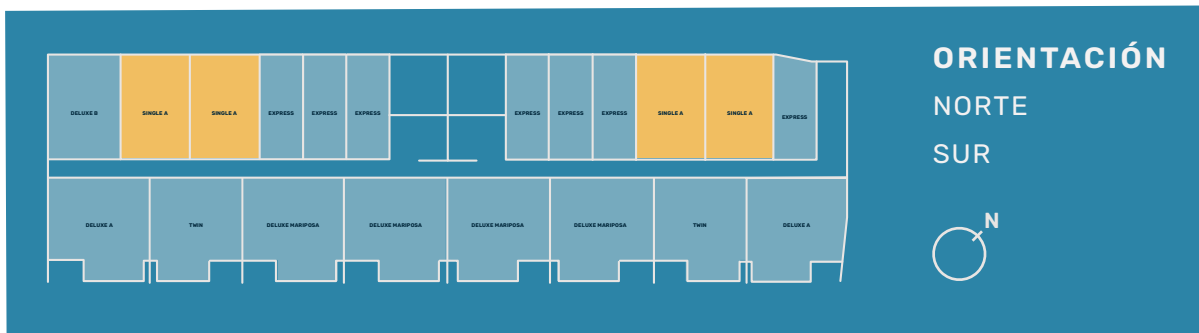 ORIENTACIÓN
NORTE
SUR
N
DELUXE B
SINGLE A
SINGLE A
EXPRESS
EXPRESS
EXPRESS
EXPRESS
EXPRESS
EXPRESS
SINGLE A
SINGLE A
EXPRESS
DELUXE A
TWIN
DELUXE MARIPOSA
DELUXE MARIPOSA
DELUXE MARIPOSA
DELUXE MARIPOSA
TWIN
DELUXE A